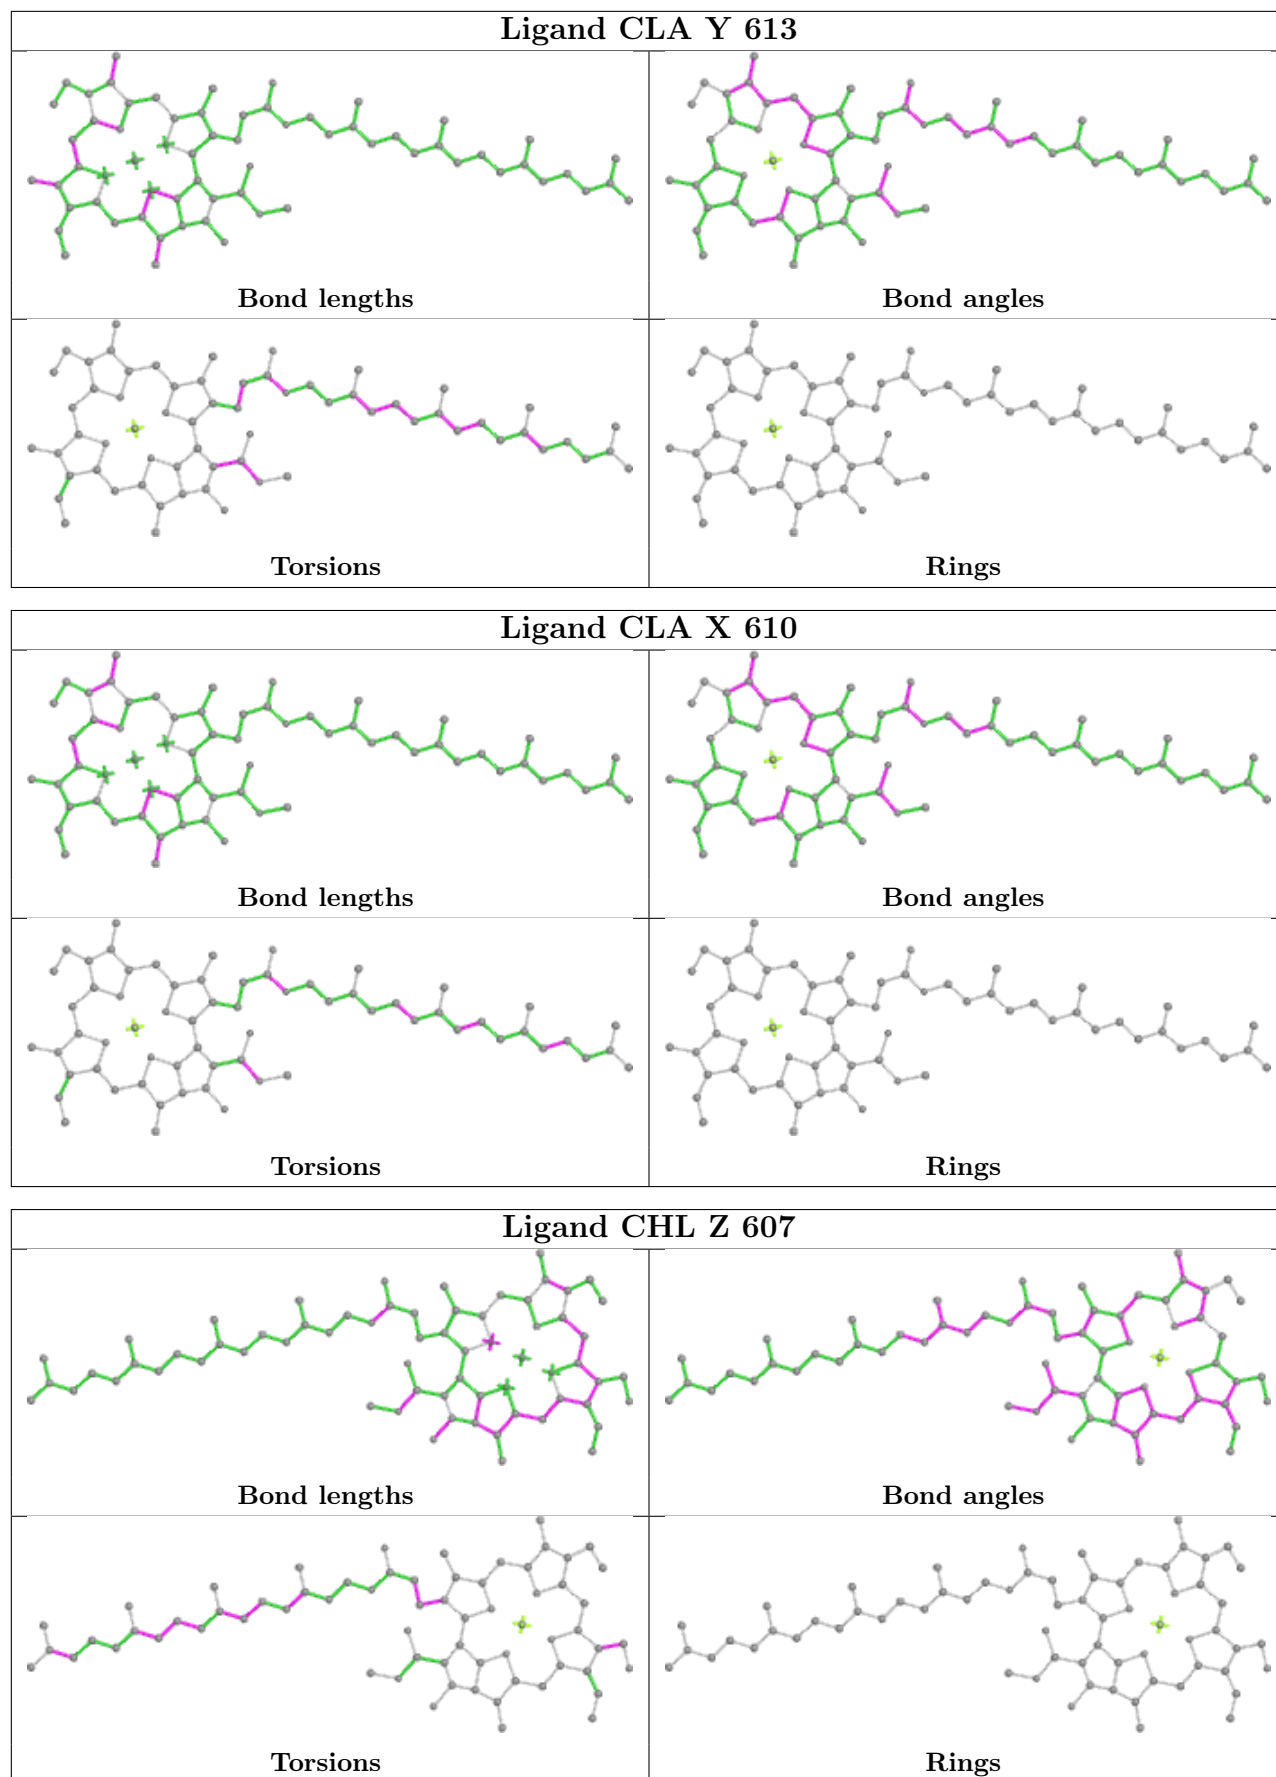 Ligand CLA Y 613
Bond lengths
Bond angles
Torsions
Rings
Ligand CLA X 610
Bond lengths
Bond angles
Torsions
Rings
Ligand CHL Z 607
Bond lengths
Bond angles
Torsions
Rings